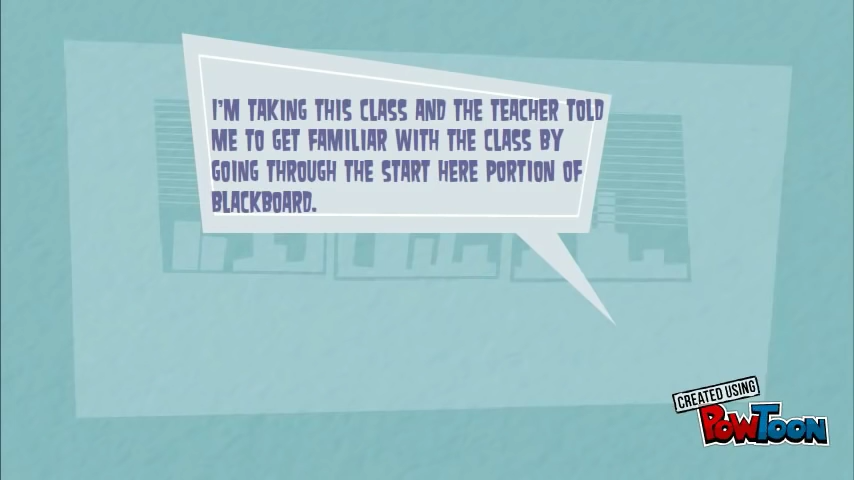 I'M TAKING THIS CLASS AND THE TEACHER TOLD
ME TO GET FAMILIAR WITH THE CLASS BY
GOING THROUGH THE START HERE PORTION OF
BLACKBOARD.
CREATED USING
POWTOON